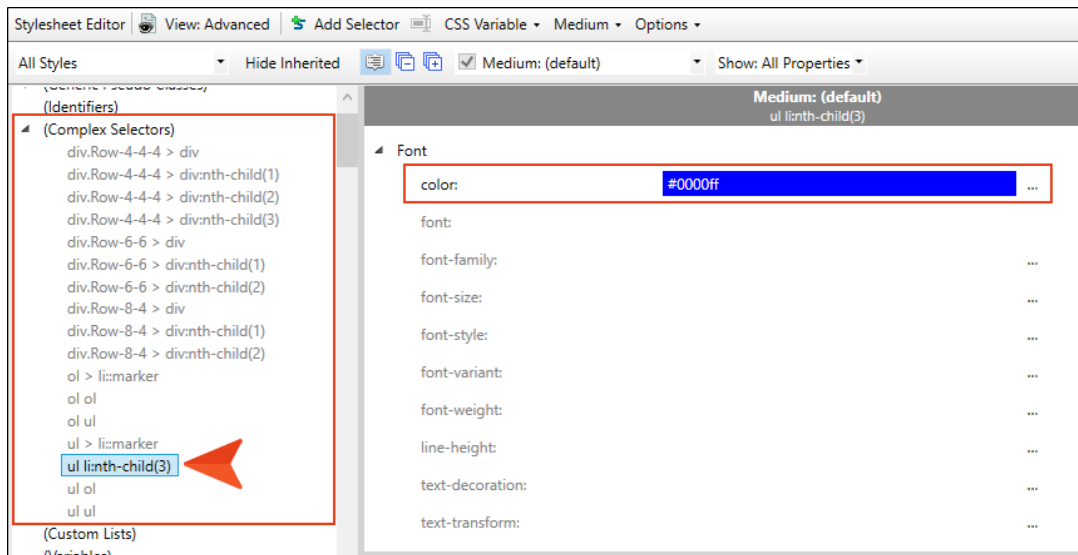 Stylesheet Editor View: Advanced Add Selector CSS Variable Medium Options
All Styles Hide Inherited Medium: (default) Show: All Properties
(Generic Pseudo Classes)
(Identifiers)
(Complex Selectors)
div.Row-4-4-4 > div
div.Row-4-4-4 > div:nth-child(1)
div.Row-4-4-4 > div:nth-child(2)
div.Row-4-4-4 > div:nth-child(3)
div.Row-6-6 > div
div.Row-6-6 > div:nth-child(1)
div.Row-6-6 > div:nth-child(2)
div.Row-8-4 > div
div.Row-8-4 > div:nth-child(1)
div.Row-8-4 > div:nth-child(2)
ol > li::marker
ol ol
ol ul
ul > li::marker
ul li:nth-child(3)
ul ol
ul ul
(Custom Lists)
(Variables)
Medium: (default)
ul li:nth-child(3)
Font
color: #0000ff ...
font:
font-family: ...
font-size: ...
font-style: ...
font-variant: ...
font-weight: ...
line-height: ...
text-decoration: ...
text-transform: ...